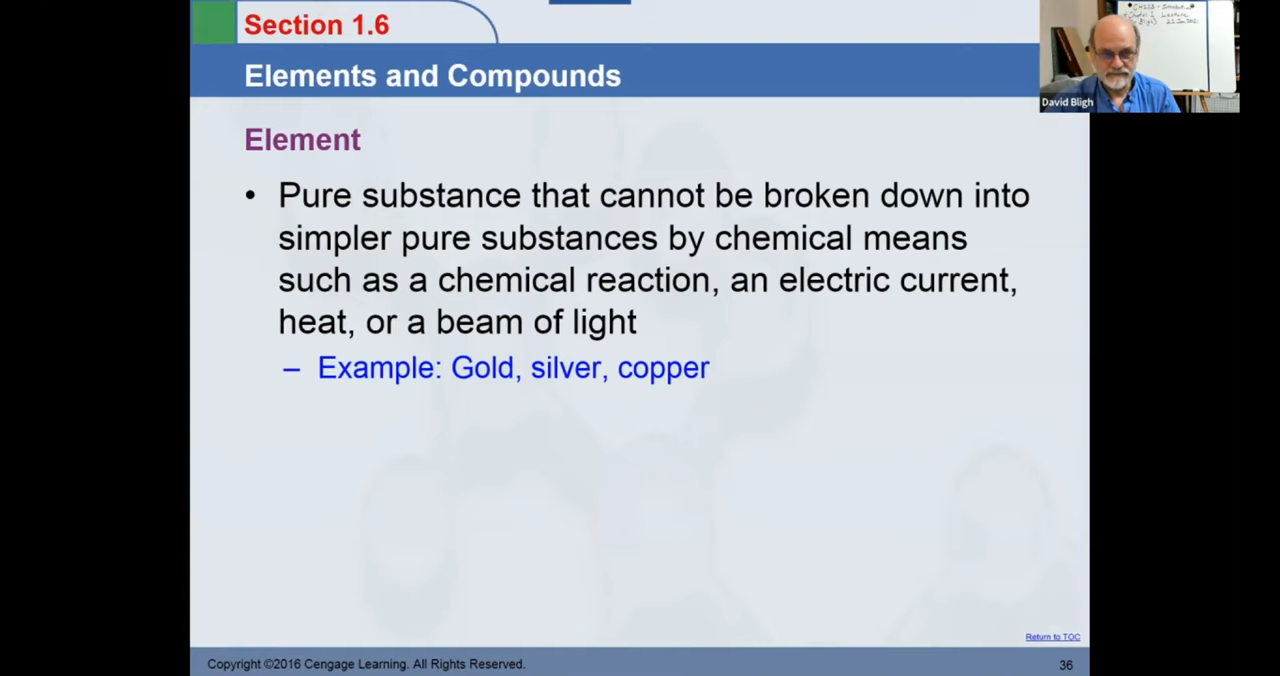 Section 1.6
Elements and Compounds
David Bligh
Element
• Pure substance that cannot be broken down into
simpler pure substances by chemical means
such as a chemical reaction, an electric current,
heat, or a beam of light
– Example: Gold, silver, copper
Return to TOC
Copyright ©2016 Cengage Learning. All Rights Reserved.
36